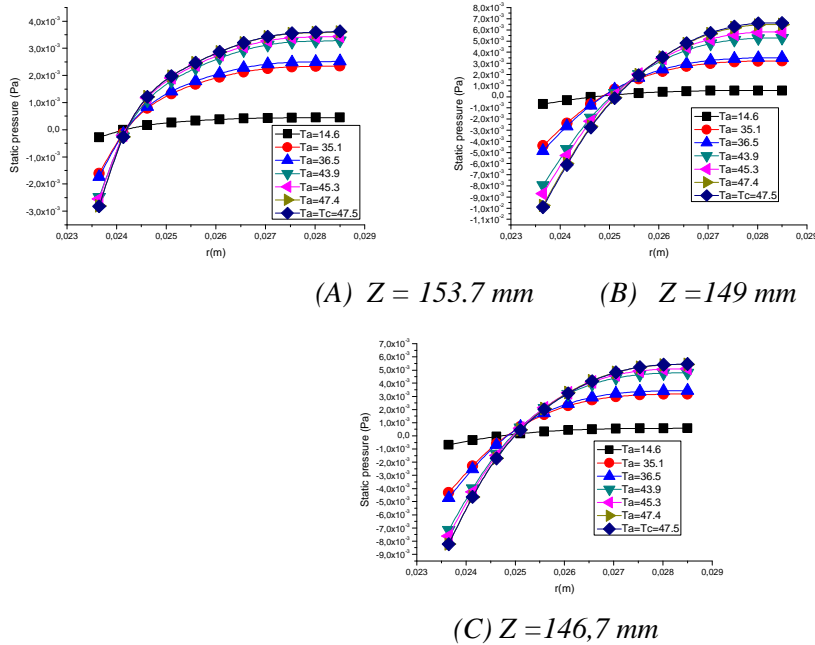 4,0x10⁻³
3,0x10⁻³
2,0x10⁻³
1,0x10⁻³
0,0
-1,0x10⁻³
-2,0x10⁻³
-3,0x10⁻³
Static pressure (Pa)
Ta=14.6
Ta= 35.1
Ta=36.5
Ta=43.9
Ta=45.3
Ta=47.4
Ta=Tc=47.5
0,023 0,024 0,025 0,026 0,027 0,028 0,029
r(m)
8,0x10⁻³
7,0x10⁻³
6,0x10⁻³
5,0x10⁻³
4,0x10⁻³
3,0x10⁻³
2,0x10⁻³
1,0x10⁻³
0,0
-1,0x10⁻³
-2,0x10⁻³
-3,0x10⁻³
-4,0x10⁻³
-5,0x10⁻³
-6,0x10⁻³
-7,0x10⁻³
-8,0x10⁻³
-9,0x10⁻³
-1,0x10⁻²
-1,1x10⁻²
Static pressure (Pa)
Ta=14.6
Ta= 35.1
Ta=36.5
Ta=43.9
Ta=45.3
Ta=47.4
Ta=Tc=47.5
0,023 0,024 0,025 0,026 0,027 0,028 0,029
r(m)
(A) Z = 153.7 mm (B) Z =149 mm
7,0x10⁻³
6,0x10⁻³
5,0x10⁻³
4,0x10⁻³
3,0x10⁻³
2,0x10⁻³
1,0x10⁻³
0,0
-1,0x10⁻³
-2,0x10⁻³
-3,0x10⁻³
-4,0x10⁻³
-5,0x10⁻³
-6,0x10⁻³
-7,0x10⁻³
-8,0x10⁻³
-9,0x10⁻³
Static pressure (Pa)
Ta=14.6
Ta= 35.1
Ta=36.5
Ta=43.9
Ta=45.3
Ta=47.4
Ta=Tc=47.5
0,023 0,024 0,025 0,026 0,027 0,028 0,029
r(m)
(C) Z =146,7 mm